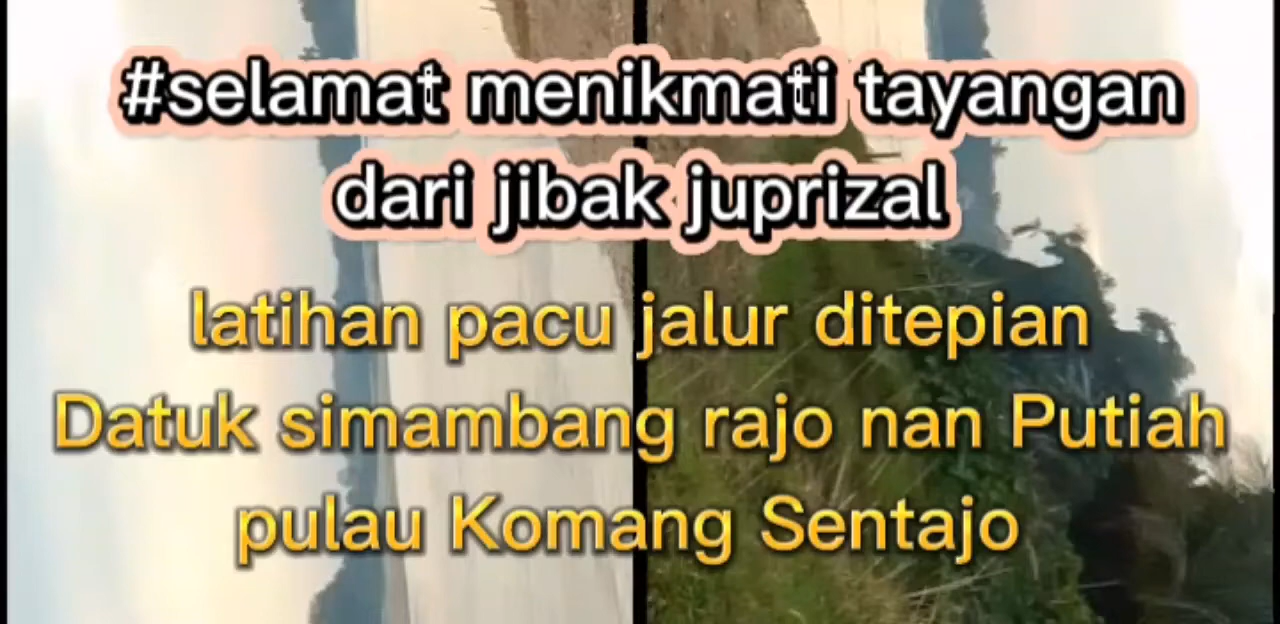 #selamat menikmati tayangan
dari jibak juprizal
latihan pacu jalur ditepian
Datuk simambang rajo nan Putiah
pulau Komang Sentajo